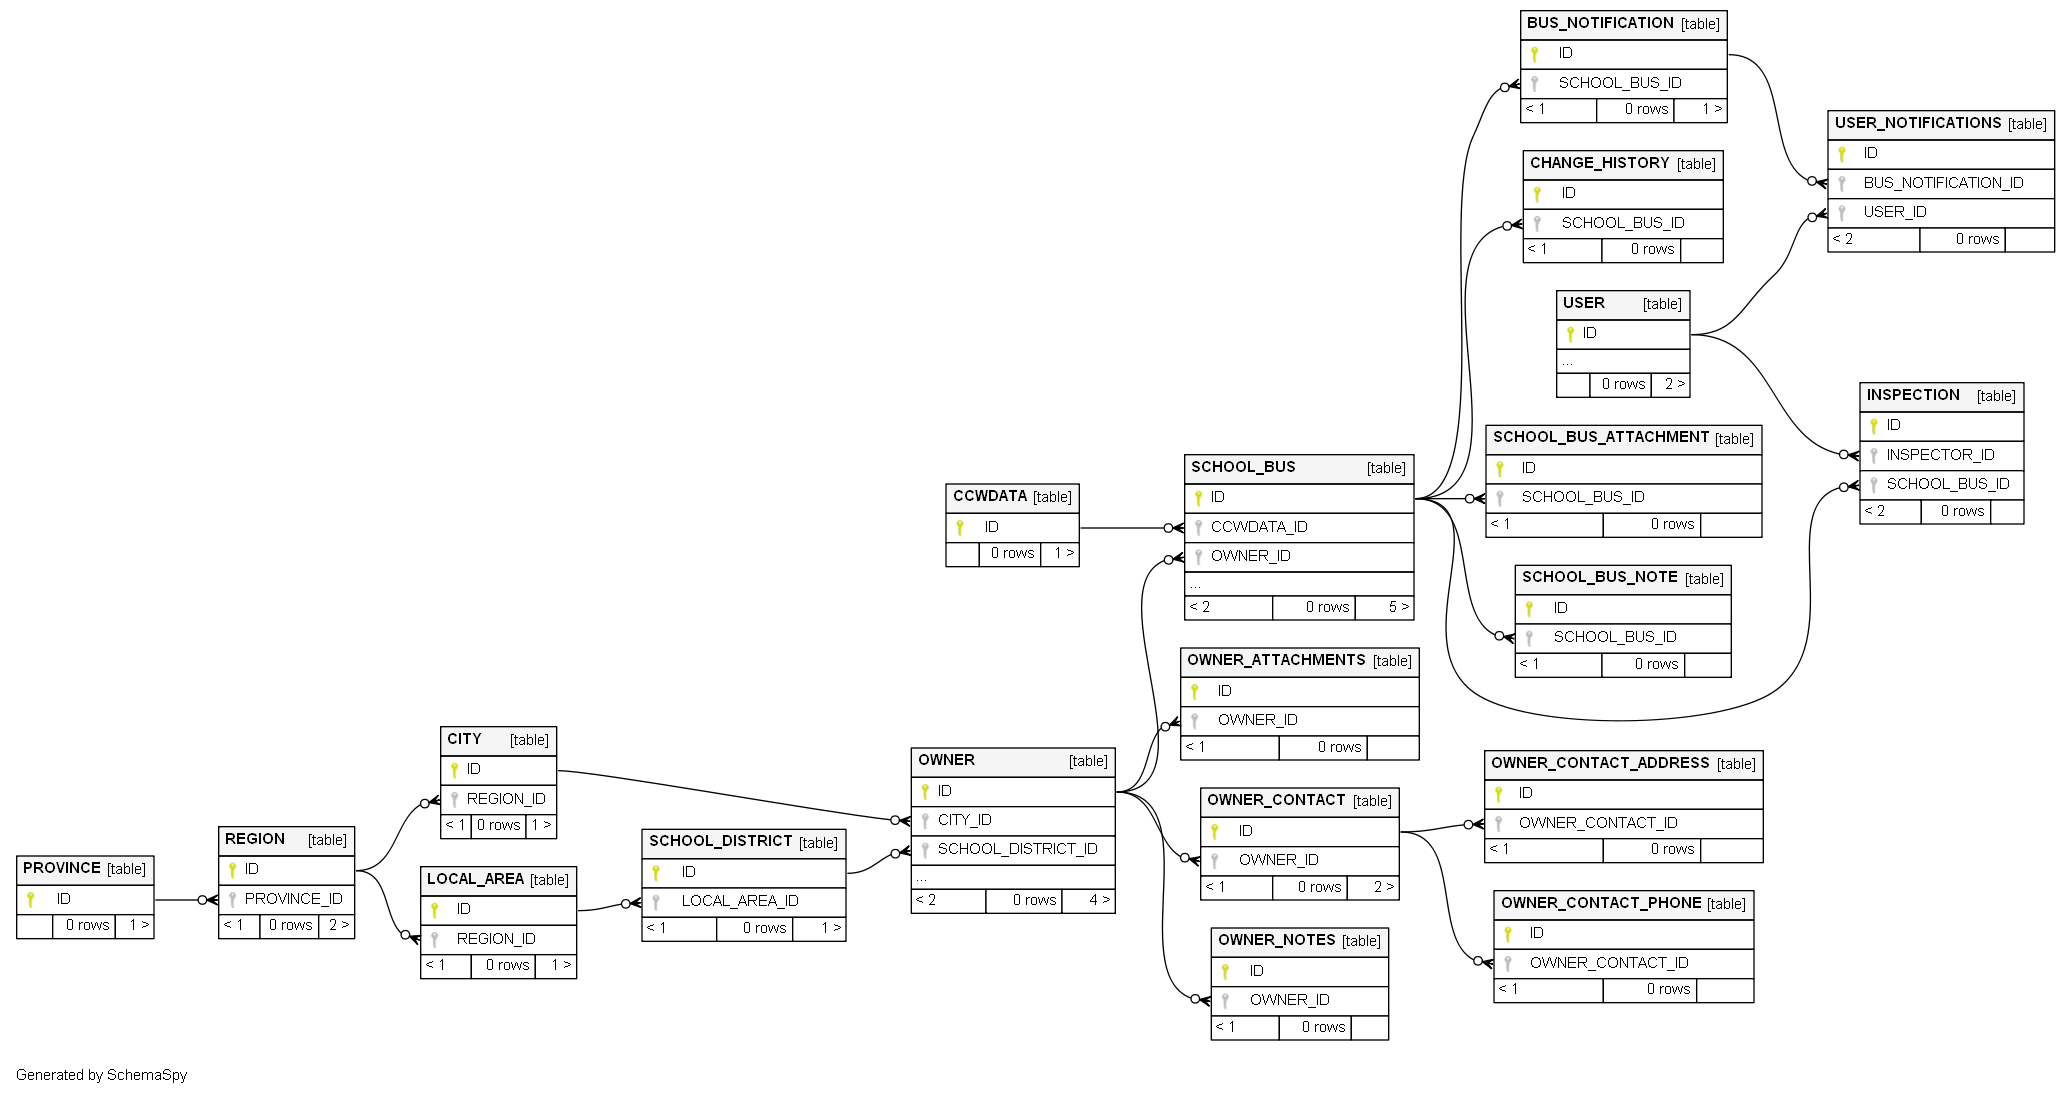 BUS_NOTIFICATION [table]
ID
SCHOOL_BUS_ID
< 1 0 rows 1 >
USER_NOTIFICATIONS [table]
ID
BUS_NOTIFICATION_ID
USER_ID
< 2 0 rows
CHANGE_HISTORY [table]
ID
SCHOOL_BUS_ID
< 1 0 rows
USER [table]
ID
...
0 rows 2 >
INSPECTION [table]
ID
INSPECTOR_ID
SCHOOL_BUS_ID
< 2 0 rows
SCHOOL_BUS_ATTACHMENT [table]
ID
SCHOOL_BUS_ID
< 1 0 rows
SCHOOL_BUS [table]
ID
CCWDATA_ID
OWNER_ID
...
< 2 0 rows 5 >
CCWDATA [table]
ID
0 rows 1 >
SCHOOL_BUS_NOTE [table]
ID
SCHOOL_BUS_ID
< 1 0 rows
OWNER_ATTACHMENTS [table]
ID
OWNER_ID
< 1 0 rows
CITY [table]
ID
REGION_ID
< 1 0 rows 1 >
OWNER [table]
ID
CITY_ID
SCHOOL_DISTRICT_ID
...
< 2 0 rows 4 >
OWNER_CONTACT_ADDRESS [table]
ID
OWNER_CONTACT_ID
< 1 0 rows
OWNER_CONTACT [table]
ID
OWNER_ID
< 1 0 rows 2 >
REGION [table]
ID
PROVINCE_ID
< 1 0 rows 2 >
SCHOOL_DISTRICT [table]
ID
LOCAL_AREA_ID
< 1 0 rows 1 >
PROVINCE [table]
ID
0 rows 1 >
LOCAL_AREA [table]
ID
REGION_ID
< 1 0 rows 1 >
OWNER_CONTACT_PHONE [table]
ID
OWNER_CONTACT_ID
< 1 0 rows
OWNER_NOTES [table]
ID
OWNER_ID
< 1 0 rows
Generated by SchemaSpy